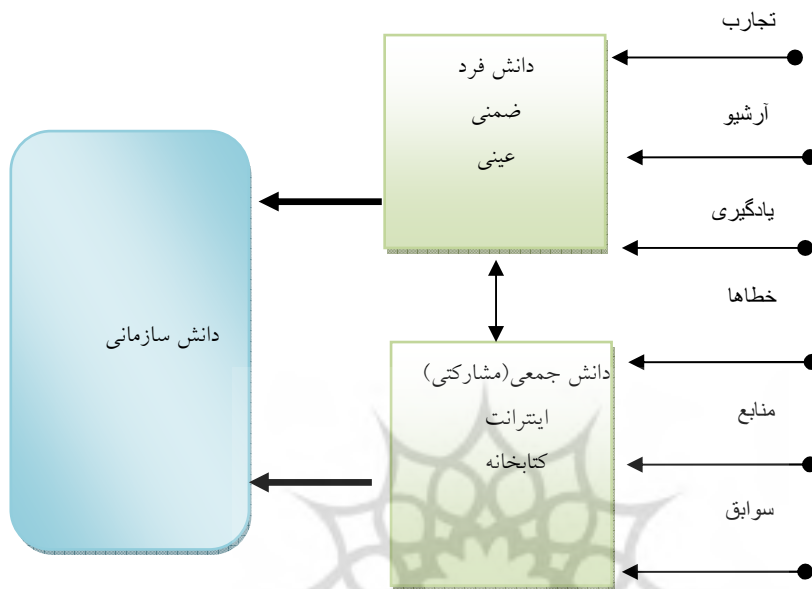 تجارب
آرشیو
یادگیری
خطاها
منابع
سوابق
دانش فرد
ضمنی
عینی
دانش جمعی(مشارکتی)
اینترانت
کتابخانه
دانش سازمانی